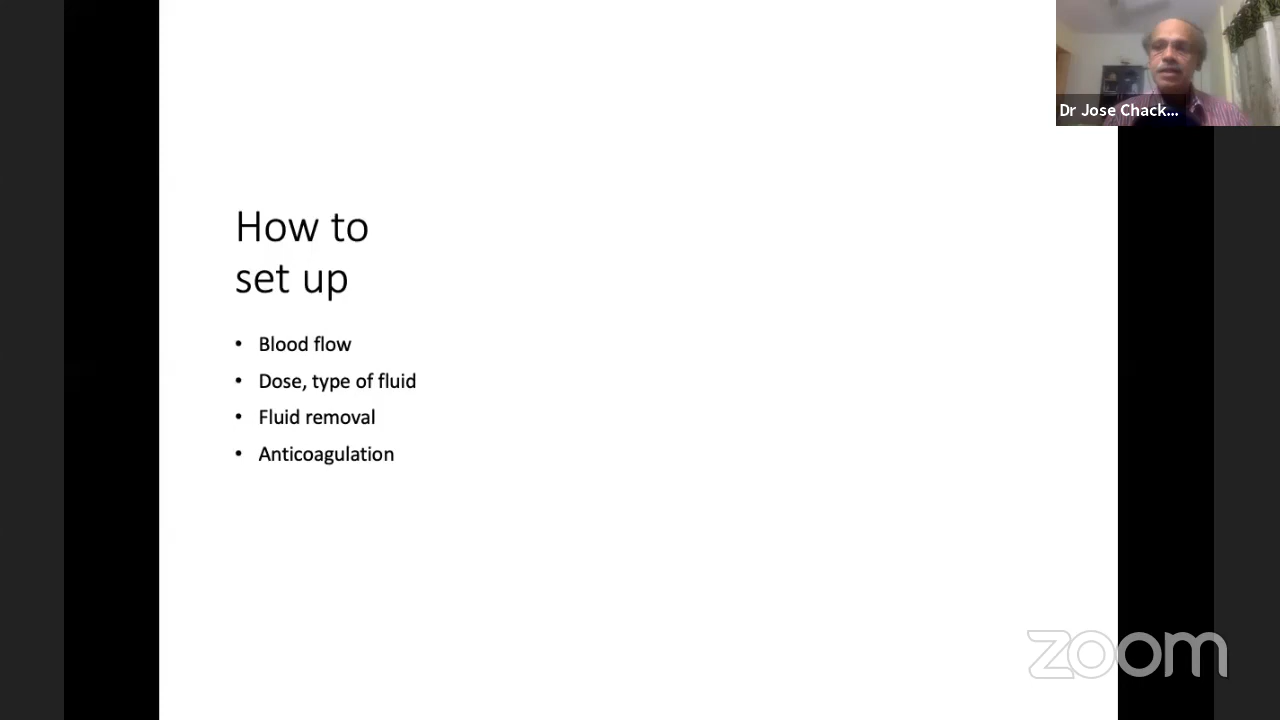 Dr Jose Chack...
How to
set up
• Blood flow
• Dose, type of fluid
• Fluid removal
• Anticoagulation
zoom